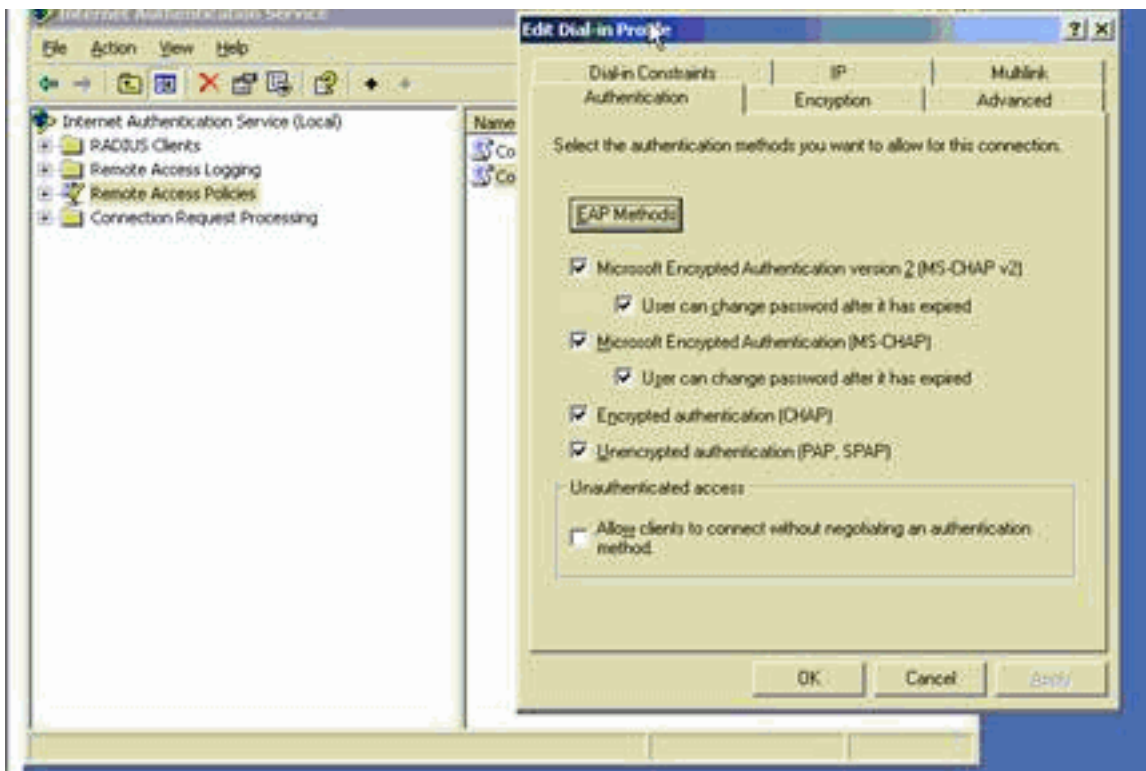 Internet Authentication Service
File Action View Help
Internet Authentication Service (Local)
RADIUS Clients
Remote Access Logging
Remote Access Policies
Connection Request Processing
Name
Co
Co
Edit Dial-in Profile
Dial-in Constraints IP Multilink
Authentication Encryption Advanced
Select the authentication methods you want to allow for this connection.
EAP Methods
Microsoft Encrypted Authentication version 2 (MS-CHAP v2)
User can change password after it has expired
Microsoft Encrypted Authentication (MS-CHAP)
User can change password after it has expired
Encrypted authentication (CHAP)
Unencrypted authentication (PAP, SPAP)
Unauthenticated access
Allow clients to connect without negotiating an authentication
method.
OK Cancel Apply